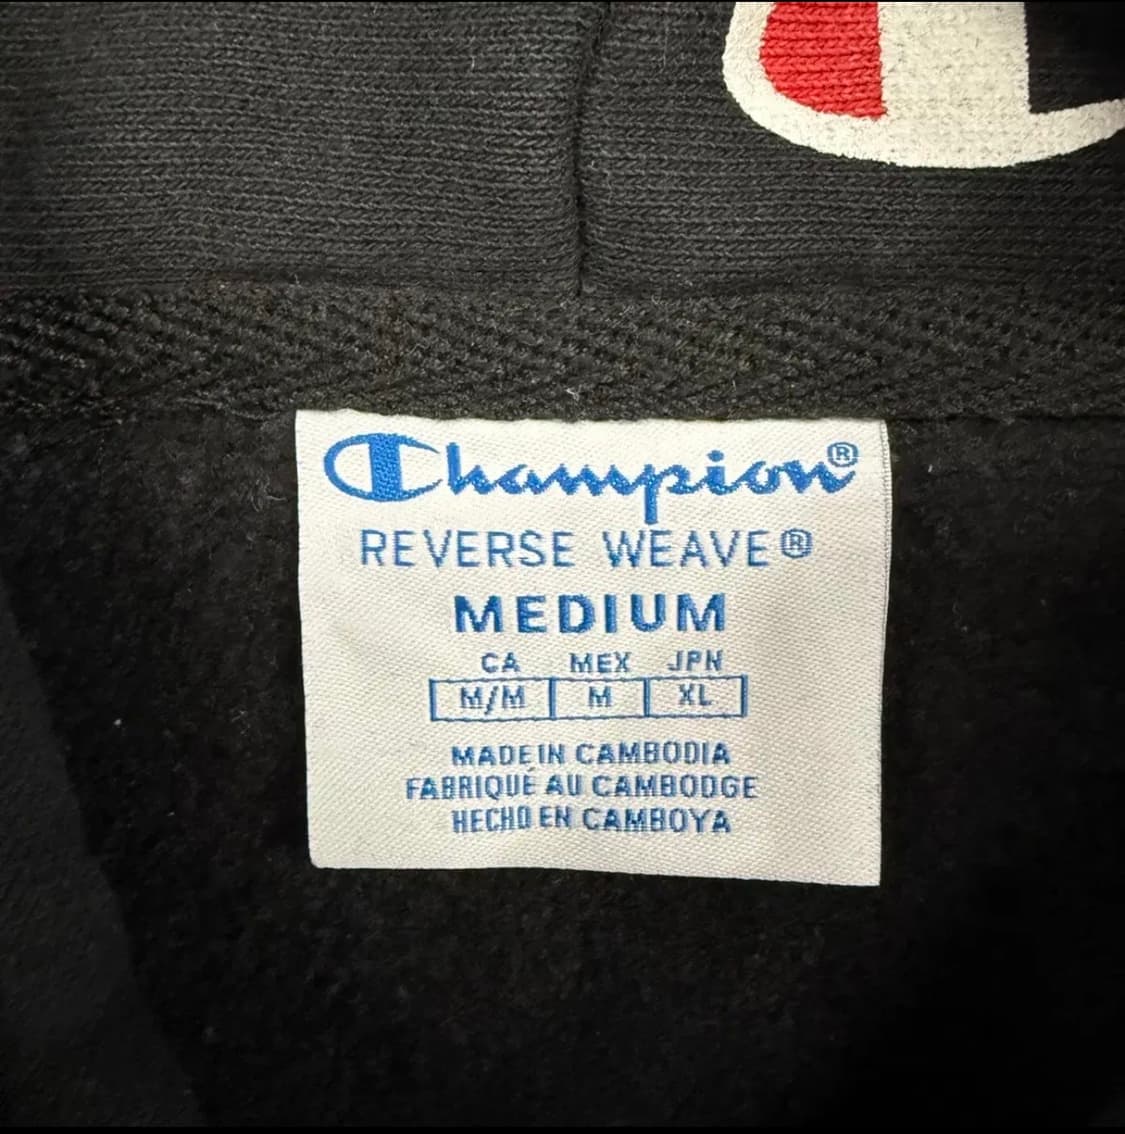 Champion®
REVERSE WEAVE®
MEDIUM
CA MEX JPN
M/M M XL
MADE IN CAMBODIA
FABRIQUÉ AU CAMBODGE
HECHO EN CAMBOYA